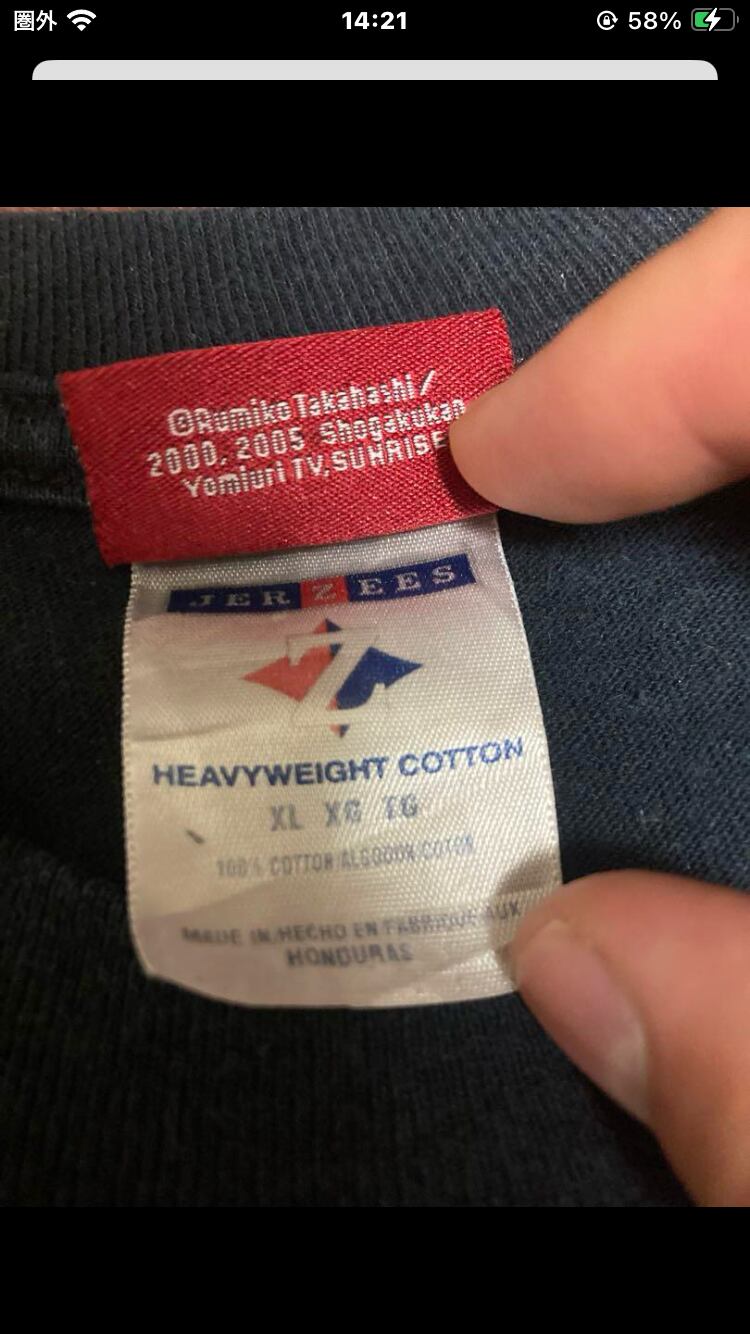 圏外 14:21 58%
©Rumiko Takahashi/
2000, 2005 Shogakukan
Yomiuri TV, SUNRISE
JERZEES
HEAVYWEIGHT COTTON
XL XG TG
100% COTTON/ALGODON/COTON
MADE IN/HECHO EN/FABRIQUE AUX
HONDURAS